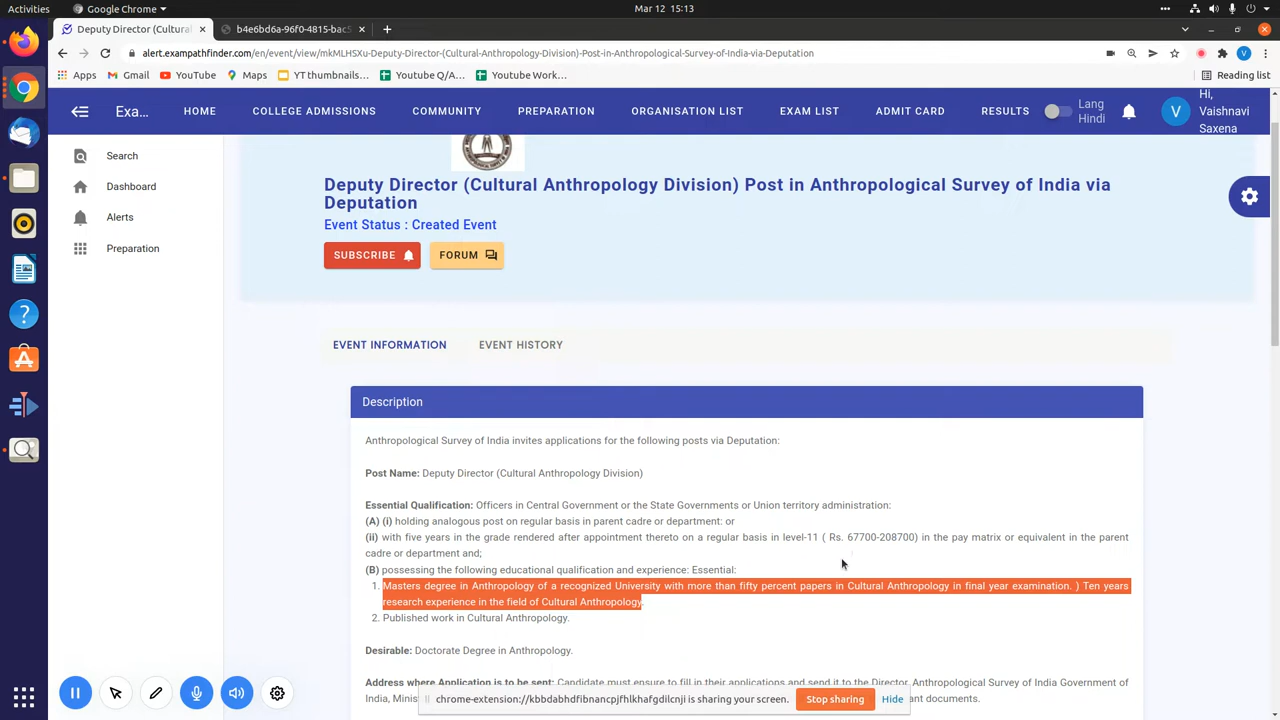 Activities
Google Chrome
Mar 12 15:13
Deputy Director (Cultural
b4e6bd6a-96f0-4815-bac5
alert.exampathfinder.com/en/event/view/mkMLHSXu-Deputy-Director-(Cultural-Anthropology-Division)-Post-in-Anthropological-Survey-of-India-via-Deputation
V
Apps
Gmail
YouTube
Maps
YT thumbnails...
Youtube Q/A...
Youtube Work...
Reading list
Exa...
HOME
COLLEGE ADMISSIONS
COMMUNITY
PREPARATION
ORGANISATION LIST
EXAM LIST
ADMIT CARD
RESULTS
Lang
Hindi
V
Hi,
Vaishnavi
Saxena
Search
Dashboard
Alerts
Preparation
Deputy Director (Cultural Anthropology Division) Post in Anthropological Survey of India via
Deputation
Event Status : Created Event
SUBSCRIBE
FORUM
EVENT INFORMATION
EVENT HISTORY
Description
Anthropological Survey of India invites applications for the following posts via Deputation:
Post Name: Deputy Director (Cultural Anthropology Division)
Essential Qualification: Officers in Central Government or the State Governments or Union territory administration:
(A) (i) holding analogous post on regular basis in parent cadre or department: or
(ii) with five years in the grade rendered after appointment thereto on a regular basis in level-11 ( Rs. 67700-208700) in the pay matrix or equivalent in the parent
cadre or department and;
(B) possessing the following educational qualification and experience: Essential:
1. Masters degree in Anthropology of a recognized University with more than fifty percent papers in Cultural Anthropology in final year examination. ) Ten years
research experience in the field of Cultural Anthropology.
2. Published work in Cultural Anthropology.
Desirable: Doctorate Degree in Anthropology.
Address where Application is to be sent: Candidate must ensure to fill in their applications and send it to the Director, Anthropological Survey of India Government of
India, Minis
ant documents.
chrome-extension://kbbdabhdfibnancpjfhlkhafgdilcnji is sharing your screen.
Stop sharing
Hide